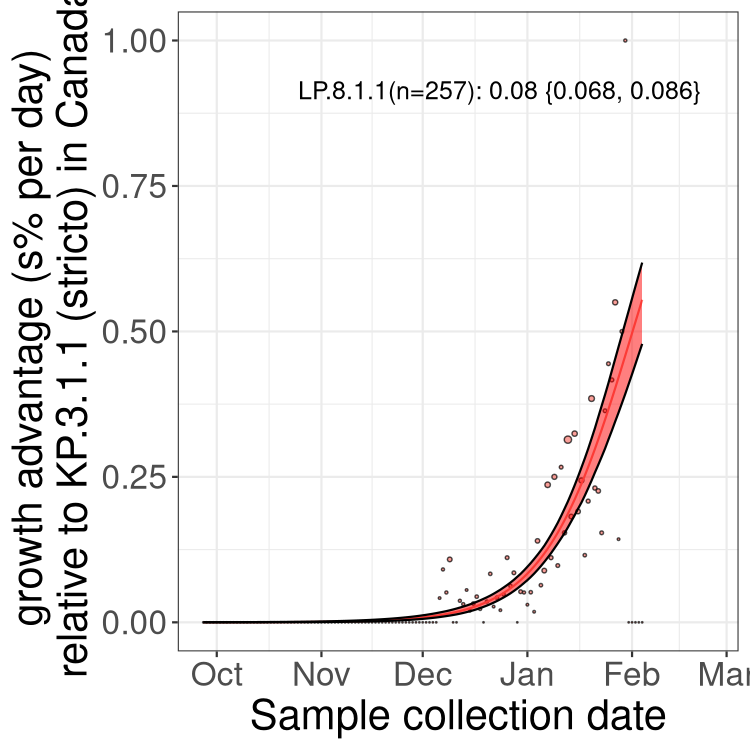 growth advantage (s% per day)
relative to KP.3.1.1 (stricto) in Canada
1.00
LP.8.1.1(n=257): 0.08 {0.068, 0.086}
0.75
0.50
0.25
0.00
Oct Nov Dec Jan Feb Mar
Sample collection date